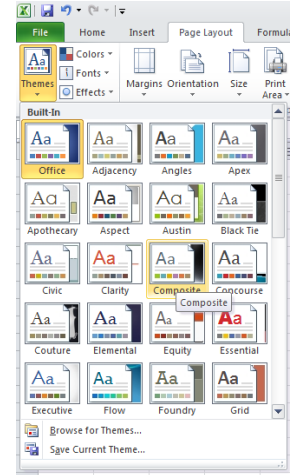 File Home Insert Page Layout Formula
Themes
Colors
Fonts
Effects
Margins Orientation Size Print
Area
Built-In
Aa Aa Aa Aa
Office Adjacency Angles Apex
Aa Aa Aa Aa
Apothecary Aspect Austin Black Tie
Aa Aa Aa Aa
Civic Clarity Composite Concourse
Composite
Aa Aa Aa Aa
Couture Elemental Equity Essential
Aa Aa Aa Aa
Executive Flow Foundry Grid
Browse for Themes...
Save Current Theme...